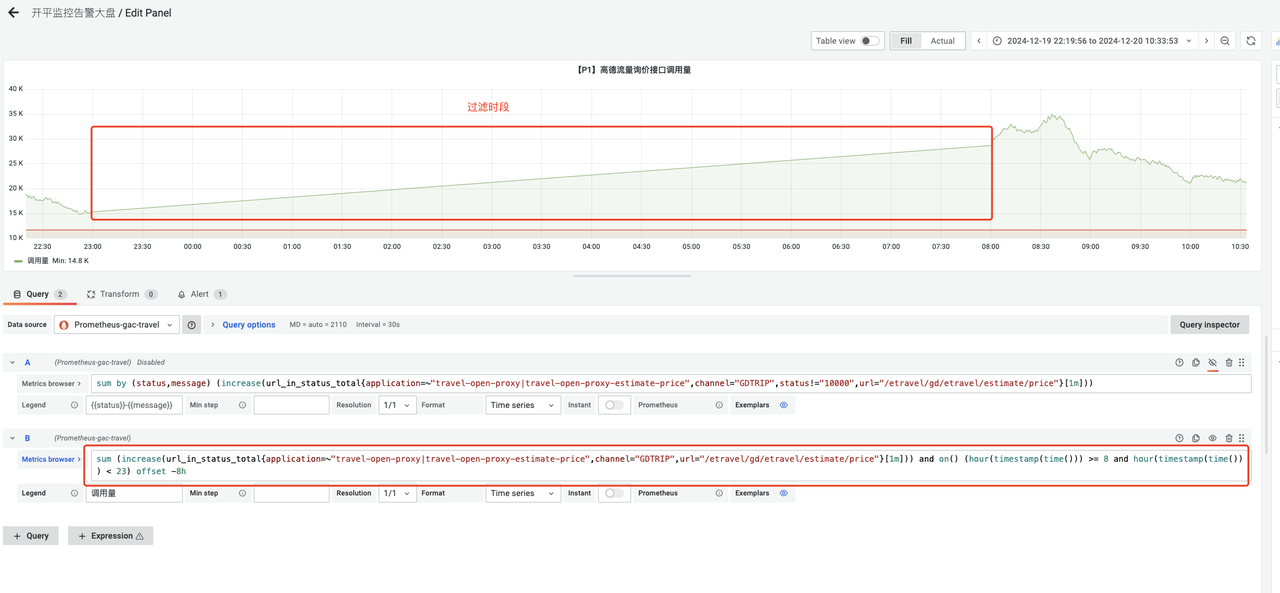 开平监控告警大盘 / Edit Panel
Table view Fill Actual 2024-12-19 22:19:56 to 2024-12-20 10:33:53
【P1】高德流量询价接口调用量
40 K
过滤时段
35 K
30 K
25 K
20 K
15 K
10 K
22:30 23:00 23:30 00:00 00:30 01:00 01:30 02:00 02:30 03:00 03:30 04:00 04:30 05:00 05:30 06:00 06:30 07:00 07:30 08:00 08:30 09:00 09:30 10:00 10:30
调用量 Min: 14.8 K
Query 2 Transform 0 Alert 1
Data source Prometheus-gac-travel Query options MD = auto = 2110 Interval = 30s Query inspector
A (Prometheus-gac-travel) Disabled
Metrics browser > sum by (status,message) (increase(url_in_status_total{application=~"travel-open-proxy|travel-open-proxy-estimate-price",channel="GDTRIP",status!="10000",url="/etravel/gd/etravel/estimate/price"}[1m]))
Legend {{status}}-{{message}} Min step Resolution 1/1 Format Time series Instant Prometheus Exemplars
B (Prometheus-gac-travel)
Metrics browser > sum (increase(url_in_status_total{application=~"travel-open-proxy|travel-open-proxy-estimate-price",channel="GDTRIP",url="/etravel/gd/etravel/estimate/price"}[1m])) and on() (hour(timestamp(time())) >= 8 and hour(timestamp(time())
) < 23) offset -8h
Legend 调用量 Min step Resolution 1/1 Format Time series Instant Prometheus Exemplars
+ Query + Expression